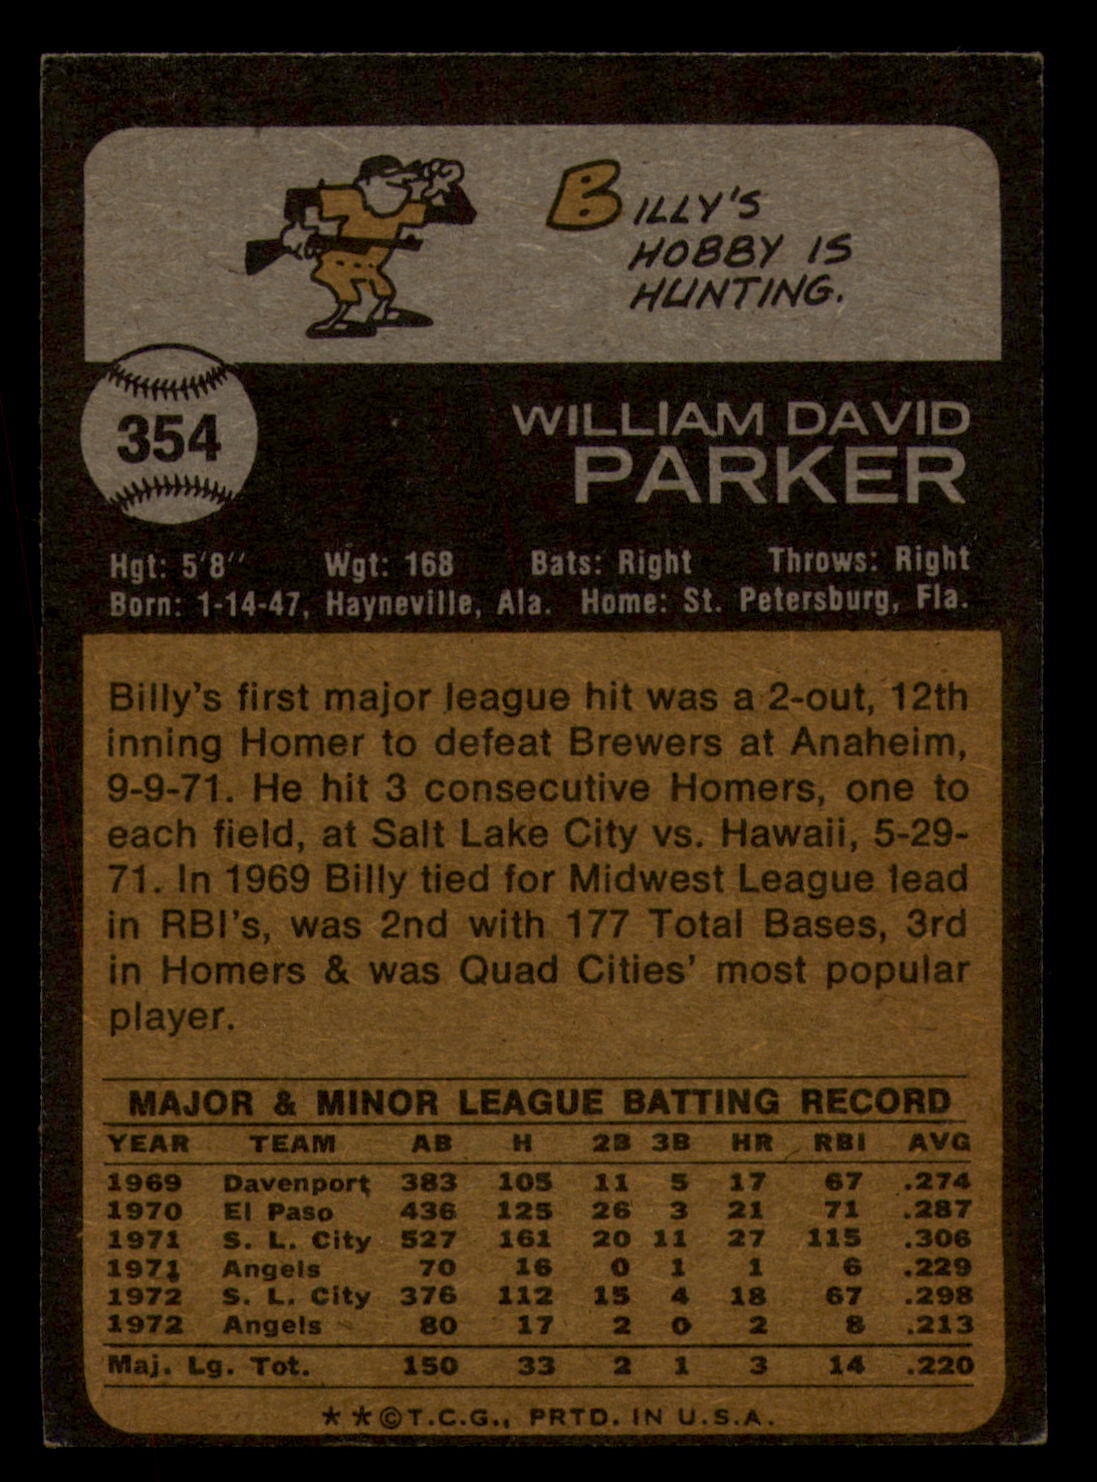 BILLY'S
HOBBY IS
HUNTING.
354
WILLIAM DAVID
PARKER
Hgt: 5'8'' Wgt: 168 Bats: Right Throws: Right
Born: 1-14-47, Hayneville, Ala. Home: St. Petersburg, Fla.
Billy's first major league hit was a 2-out, 12th
inning Homer to defeat Brewers at Anaheim,
9-9-71. He hit 3 consecutive Homers, one to
each field, at Salt Lake City vs. Hawaii, 5-29-
71. In 1969 Billy tied for Midwest League lead
in RBI's, was 2nd with 177 Total Bases, 3rd
in Homers & was Quad Cities' most popular
player.
MAJOR & MINOR LEAGUE BATTING RECORD
YEAR TEAM AB H 2B 3B HR RBI AVG
1969 Davenport 383 105 11 5 17 67 .274
1970 El Paso 436 125 26 3 21 71 .287
1971 S. L. City 527 161 20 11 27 115 .306
1971 Angels 70 16 0 1 1 6 .229
1972 S. L. City 376 112 15 4 18 67 .298
1972 Angels 80 17 2 0 2 8 .213
Maj. Lg. Tot. 150 33 2 1 3 14 .220
* * © T.C.G., PRTD. IN U.S.A.